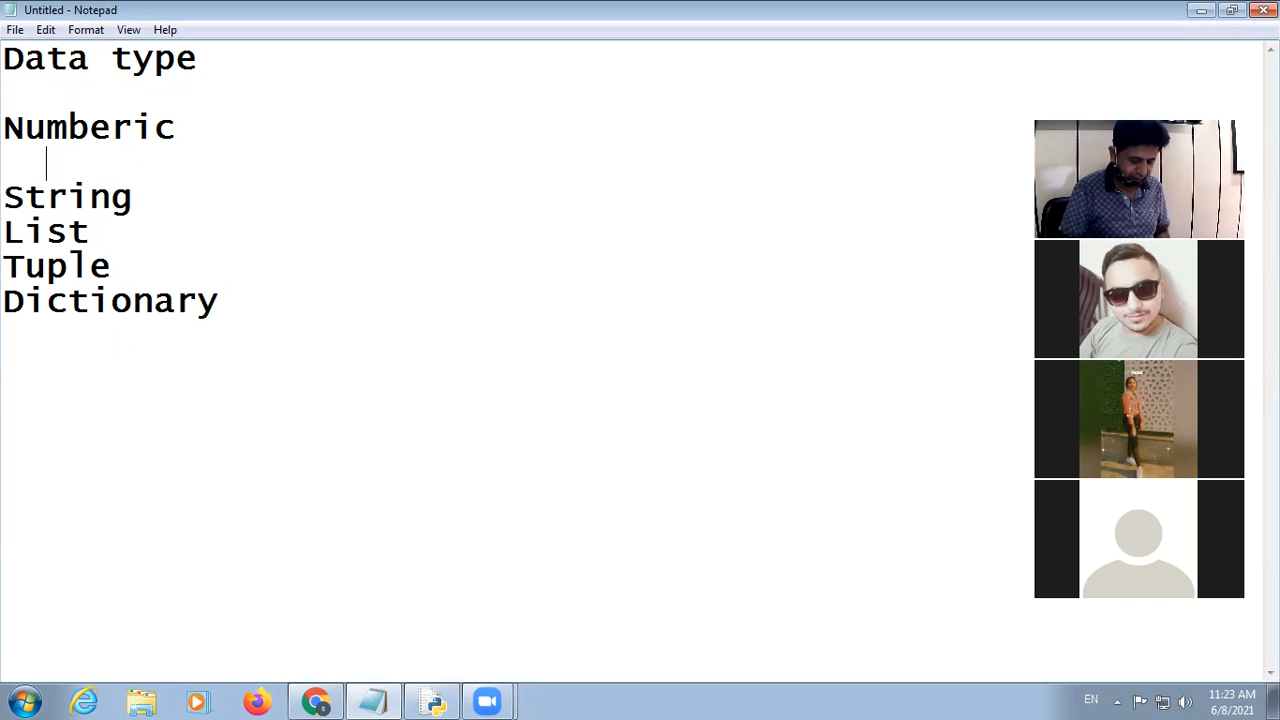 Untitled - Notepad
File Edit Format View Help
Data type
Numberic
String
List
Tuple
Dictionary
EN
11:23 AM
6/8/2021